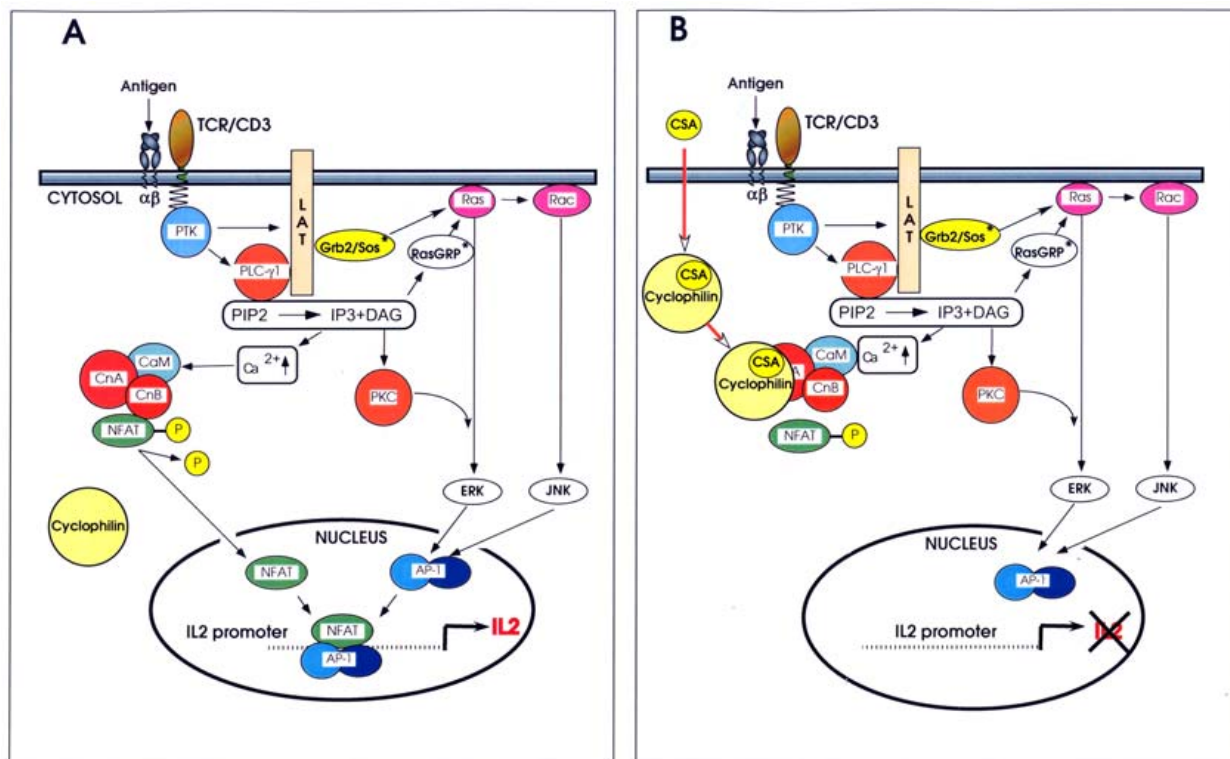 A
Antigen
TCR/CD3
CYTOSOL
αβ
PTK
LAT
Grb2/Sos*
Ras
Rac
RasGRP*
PLC-γ1
PIP2 IP3+DAG
Ca 2+
CaM
CnA
CnB
NFAT
P
P
PKC
ERK
JNK
Cyclophilin
NUCLEUS
NFAT
AP-1
IL2 promoter
NFAT
AP-1
IL2
B
CSA
Antigen
TCR/CD3
αβ
PTK
LAT
Grb2/Sos*
Ras
Rac
RasGRP*
PLC-γ1
CSA
Cyclophilin
PIP2 IP3+DAG
Ca 2+
CaM
CSA
Cyclophilin
A
CnB
NFAT
P
PKC
ERK
JNK
NUCLEUS
AP-1
IL2 promoter
IL2